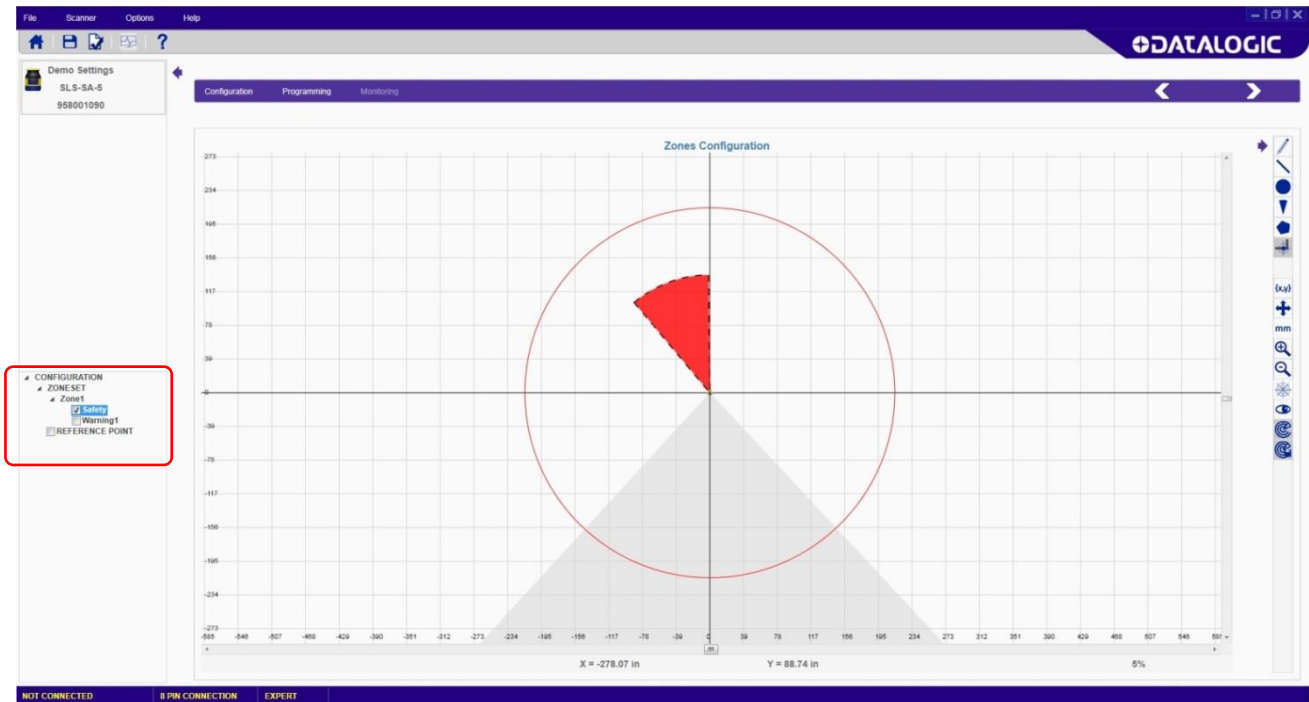 File Scanner Options Help
DATALOGIC
Demo Settings
SLS-SA-5
958001090
Configuration Programming Monitoring
Zones Configuration
273
234
195
156
117
78
39
0
-39
-78
-117
-156
-195
-234
-273
-585 -546 -507 -468 -429 -390 -351 -312 -273 -234 -195 -156 -117 -78 -39 0 39 78 117 156 195 234 273 312 351 390 429 468 507 546
X = -278.07 in Y = 88.74 in 5%
(x,y)
mm
CONFIGURATION
ZONESET
Zone1
Safety
Warning1
REFERENCE POINT
NOT CONNECTED 8 PIN CONNECTION EXPERT